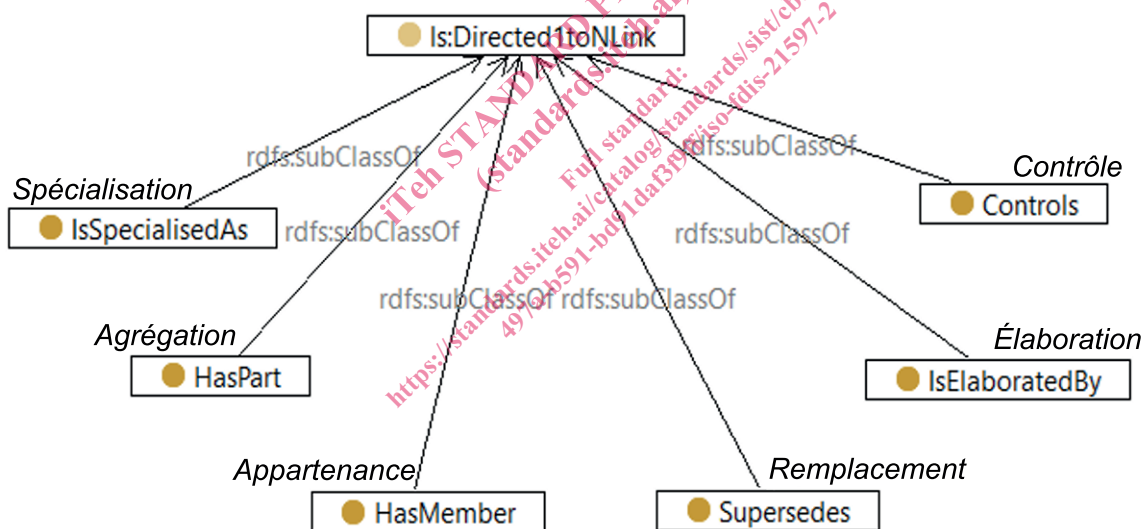 ls:Directed1toNLink
iTeh STANDARD
(standards.iteh.ai)
Full standard:
https://standards.iteh.ai/catalog/standards/sist/
rdfs:subClassOf
rdfs:subClassOf
Spécialisation
IsSpecialisedAs
Contrôle
Controls
rdfs:subClassOf
rdfs:subClassOf
rdfs:subClassOf
rdfs:subClassOf
Agrégation
HasPart
Élaboration
IsElaboratedBy
Appartenance
HasMember
Remplacement
Supersedes